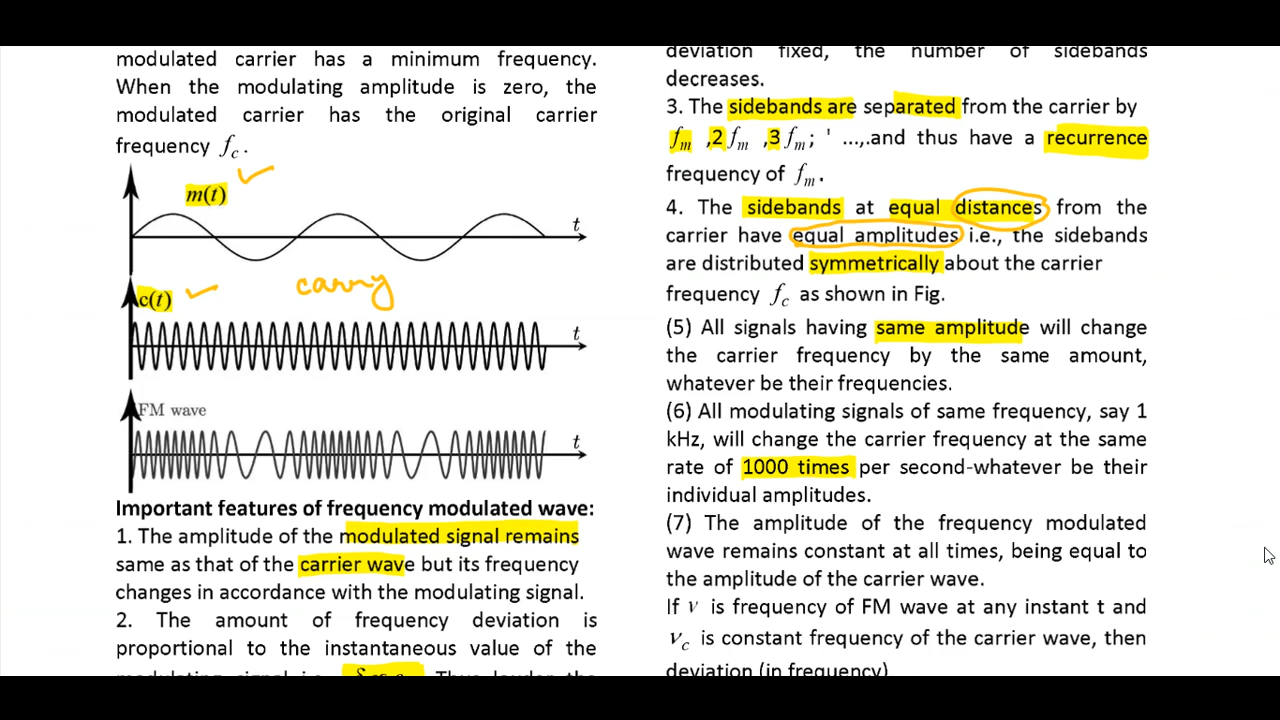 modulated carrier has a minimum frequency.
When the modulating amplitude is zero, the
modulated carrier has the original carrier
frequency fc .
m(t)
t
carry
c(t)
t
FM wave
t
Important features of frequency modulated wave:
1. The amplitude of the modulated signal remains
same as that of the carrier wave but its frequency
changes in accordance with the modulating signal.
2. The amount of frequency deviation is
proportional to the instantaneous value of the
deviation fixed, the number of sidebands
decreases.
3. The sidebands are separated from the carrier by
fm ,2fm ,3fm; ' ...,.and thus have a recurrence
frequency of fm.
4. The sidebands at equal distances from the
carrier have equal amplitudes i.e., the sidebands
are distributed symmetrically about the carrier
frequency fc as shown in Fig.
(5) All signals having same amplitude will change
the carrier frequency by the same amount,
whatever be their frequencies.
(6) All modulating signals of same frequency, say 1
kHz, will change the carrier frequency at the same
rate of 1000 times per second-whatever be their
individual amplitudes.
(7) The amplitude of the frequency modulated
wave remains constant at all times, being equal to
the amplitude of the carrier wave.
If ν is frequency of FM wave at any instant t and
νc is constant frequency of the carrier wave, then
deviation (in frequency)